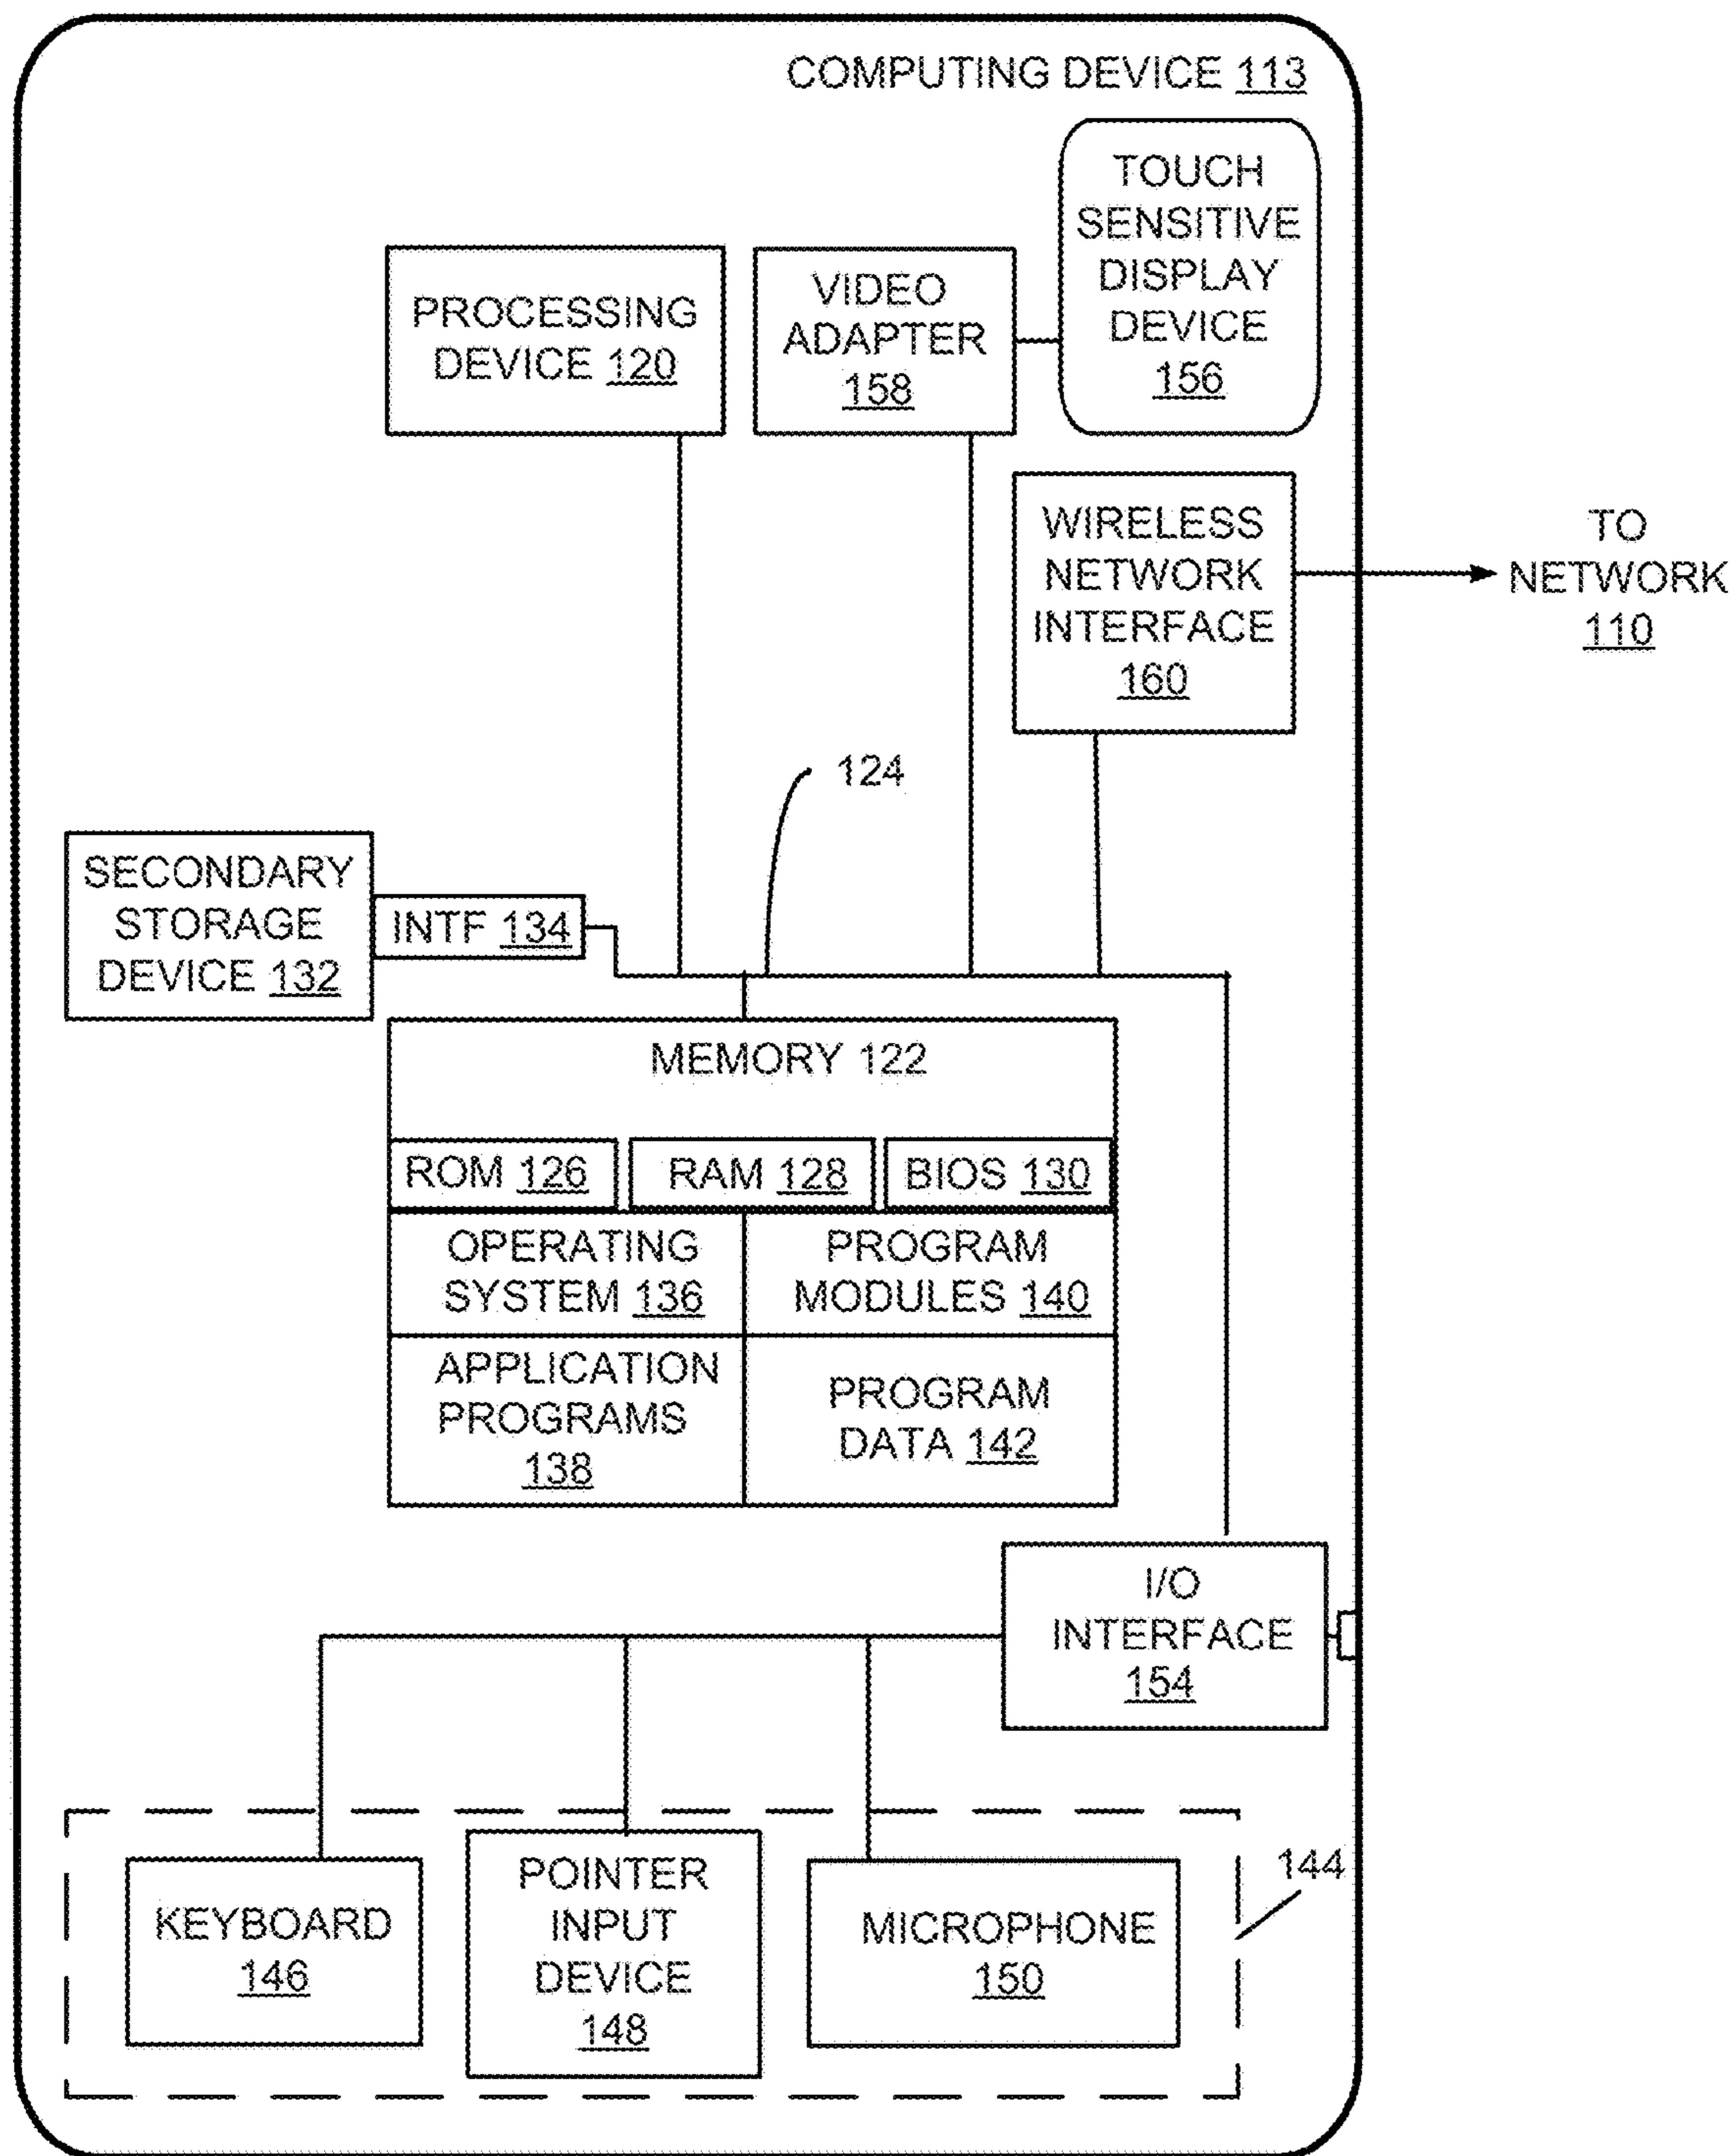 COMPUTING DEVICE 113
TOUCH
SENSITIVE
DISPLAY
DEVICE
156
PROCESSING
DEVICE 120
VIDEO
ADAPTER
158
WIRELESS
NETWORK
INTERFACE
160
TO
NETWORK
110
124
SECONDARY
STORAGE
DEVICE 132
INTF 134
MEMORY 122
ROM 126
RAM 128
BIOS 130
OPERATING
SYSTEM 136
PROGRAM
MODULES 140
APPLICATION
PROGRAMS
138
PROGRAM
DATA 142
I/O
INTERFACE
154
144
KEYBOARD
146
POINTER
INPUT
DEVICE
148
MICROPHONE
150